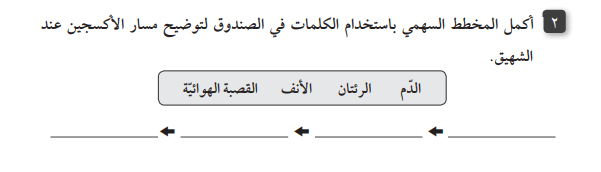 ٢ أكمل المخطط السهمي باستخدام الكلمات في الصندوق لتوضيح مسار الأكسجين عند
الشهيق.
الدّم الرئتان الأنف القصبة الهوائيّة